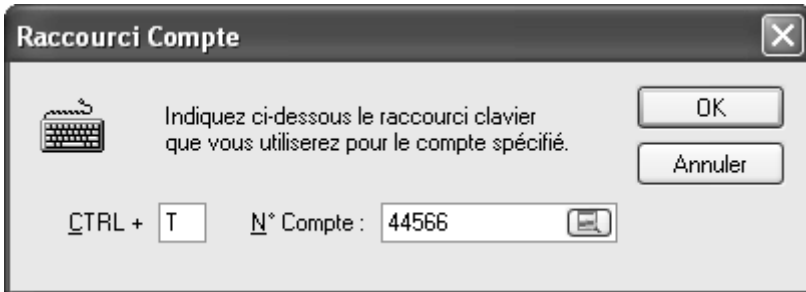 Raccourci Compte
Indiquez ci-dessous le raccourci clavier
que vous utiliserez pour le compte spécifié.
OK
Annuler
CTRL + T N° Compte : 44566